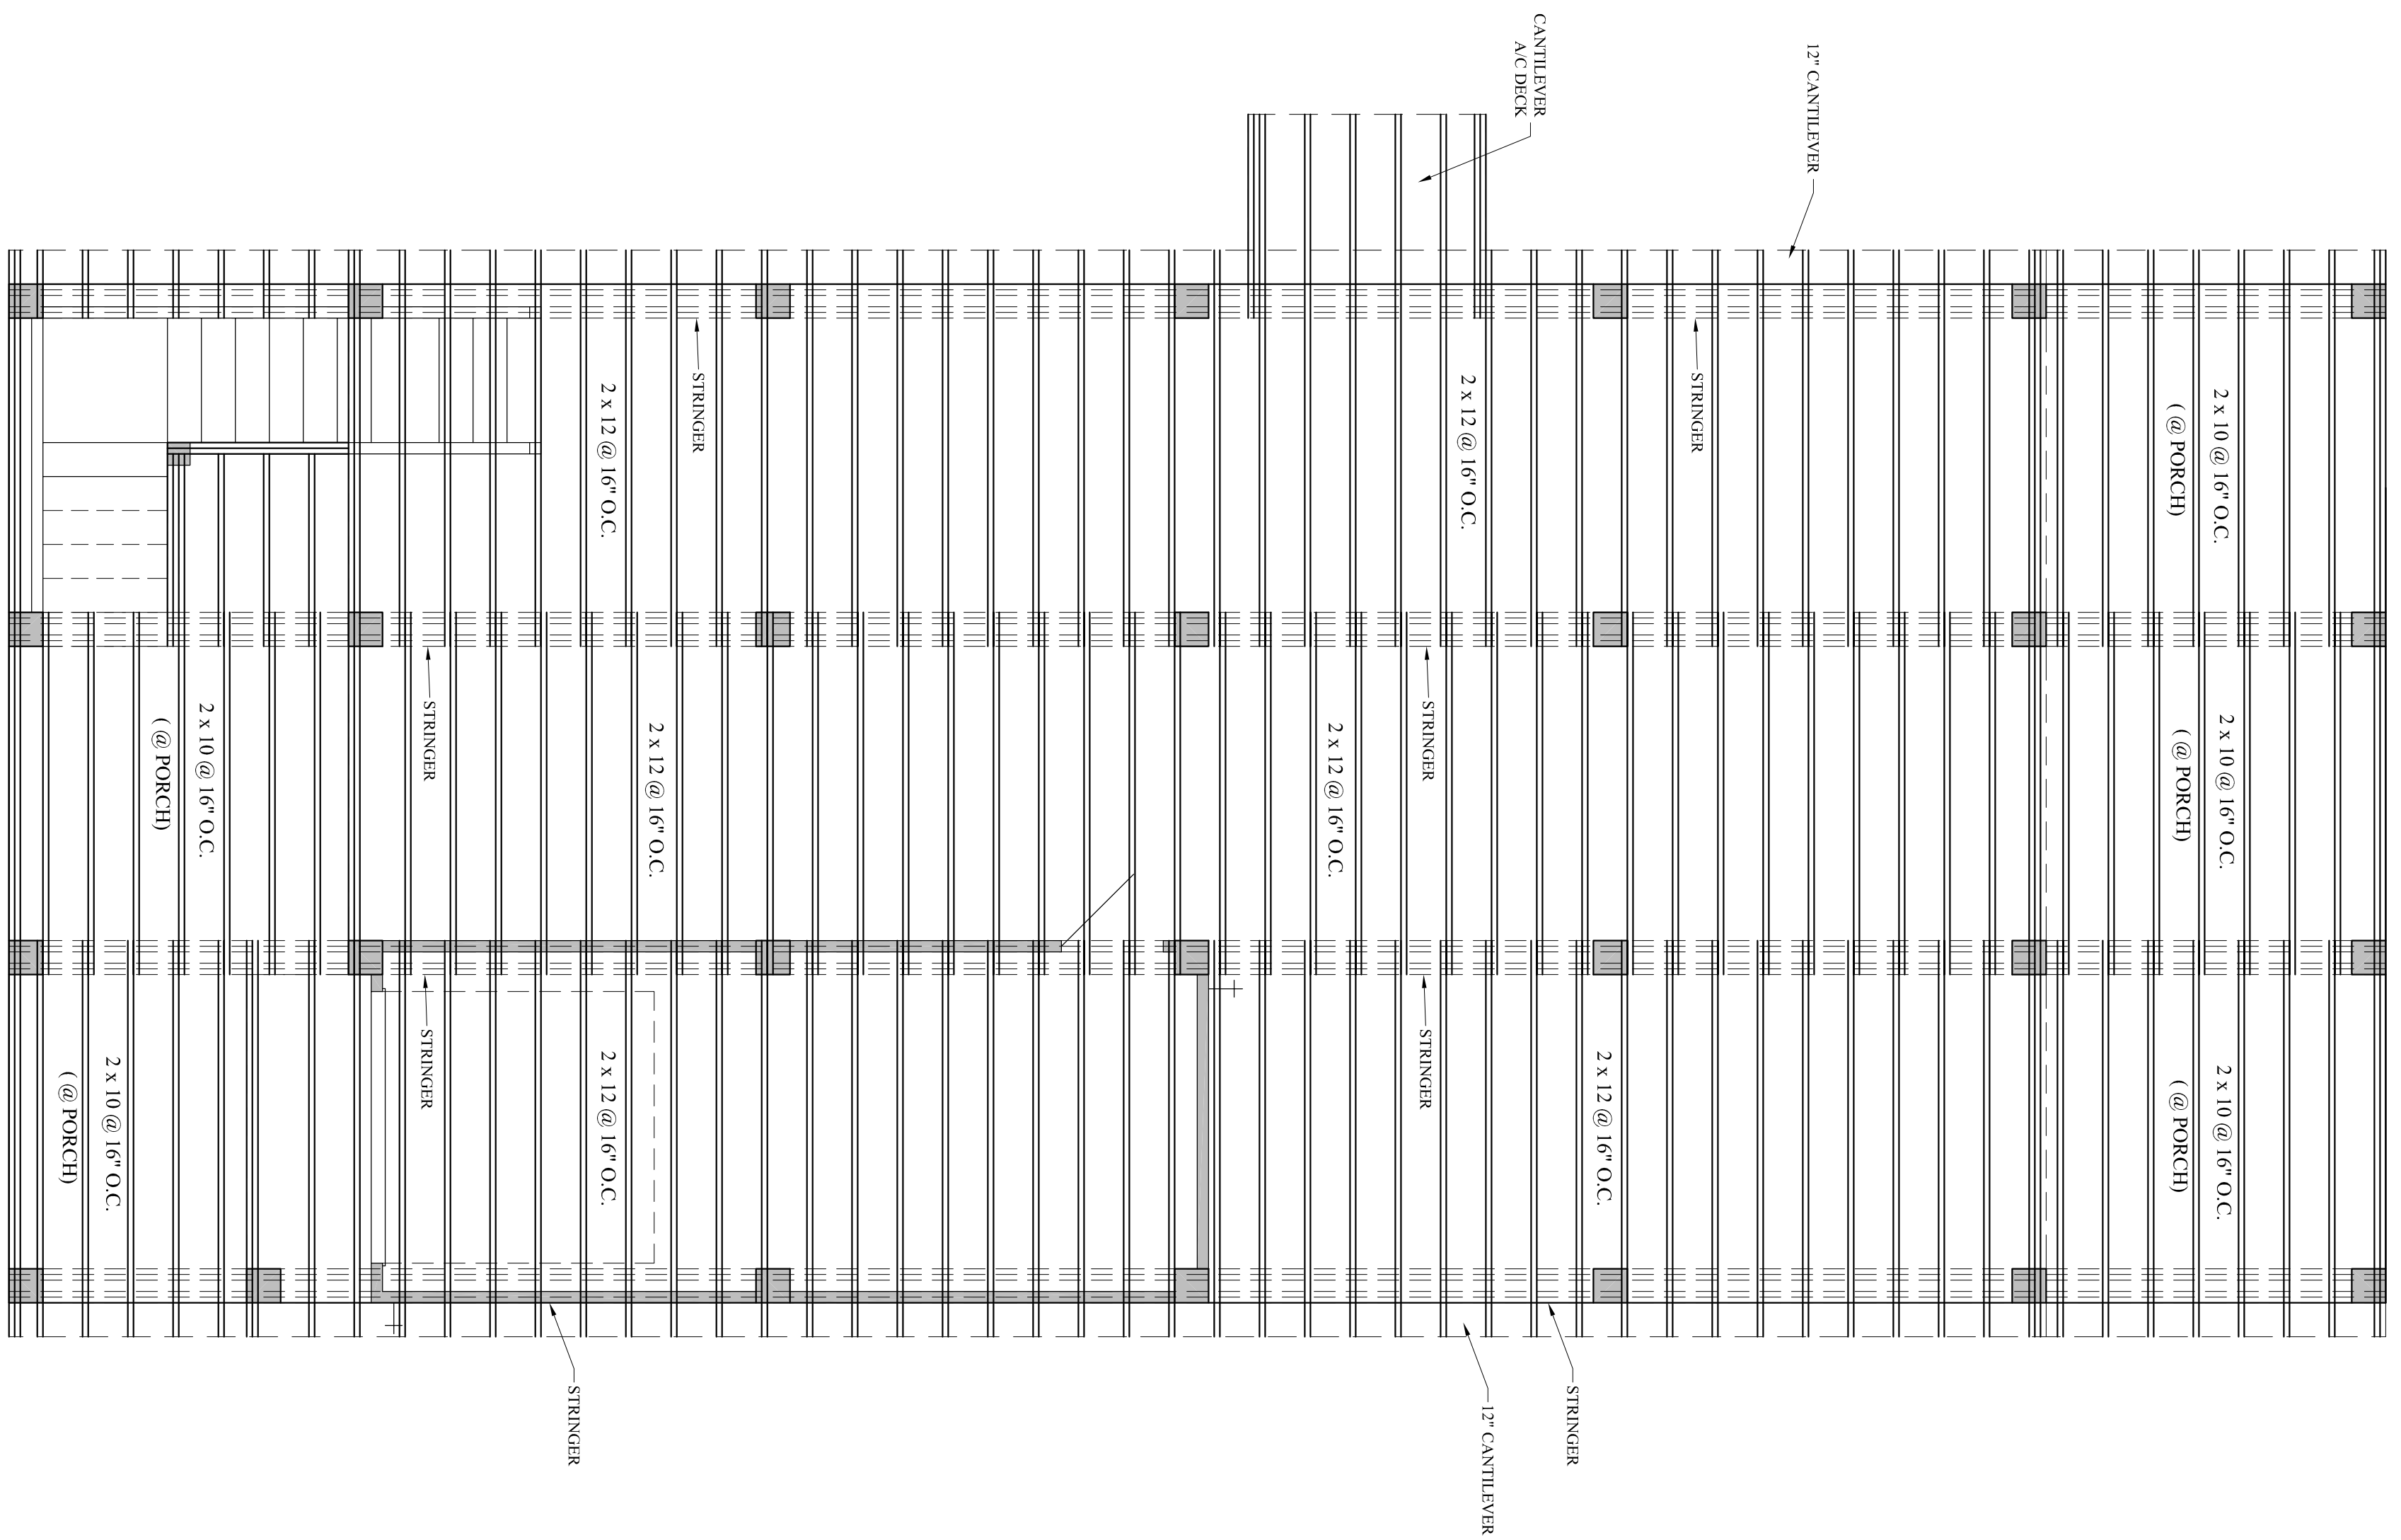 CANTILEVER
A/C DECK
12" CANTILEVER
2 x 12 @ 16" O.C.
STRINGER
2 x 12 @ 16" O.C.
STRINGER
2 x 10 @ 16" O.C.
( @ PORCH)
2 x 10 @ 16" O.C.
( @ PORCH)
STRINGER
2 x 12 @ 16" O.C.
2 x 12 @ 16" O.C.
STRINGER
2 x 10 @ 16" O.C.
( @ PORCH)
2 x 10 @ 16" O.C.
( @ PORCH)
STRINGER
2 x 12 @ 16" O.C.
STRINGER
2 x 12 @ 16" O.C.
2 x 10 @ 16" O.C.
( @ PORCH)
STRINGER
12" CANTILEVER
STRINGER